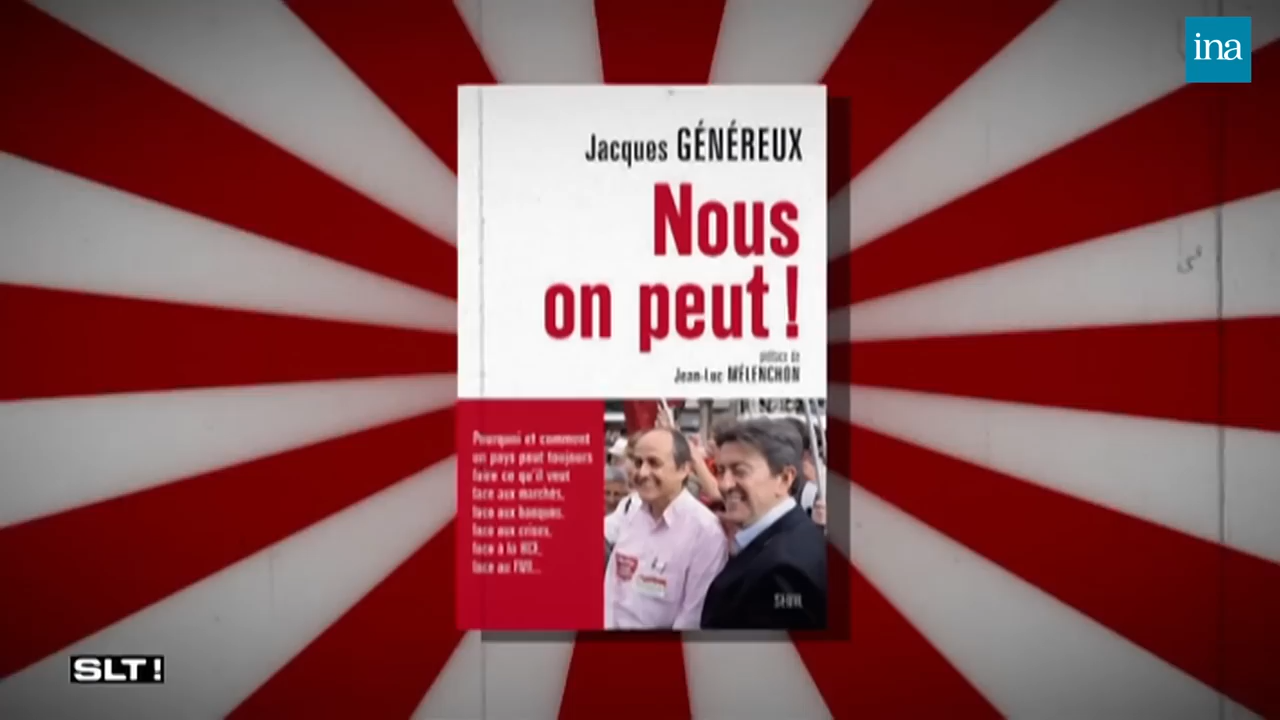 ina
Jacques GÉNÉREUX
Nous
on peut !
préface de
Jean-Luc MÉLENCHON
Pourquoi et comment
un pays peut toujours
faire ce qu'il veut
face aux marchés,
face aux banques,
face aux crises,
face à la BCE,
face au FMI...
SEUIL
SLT !